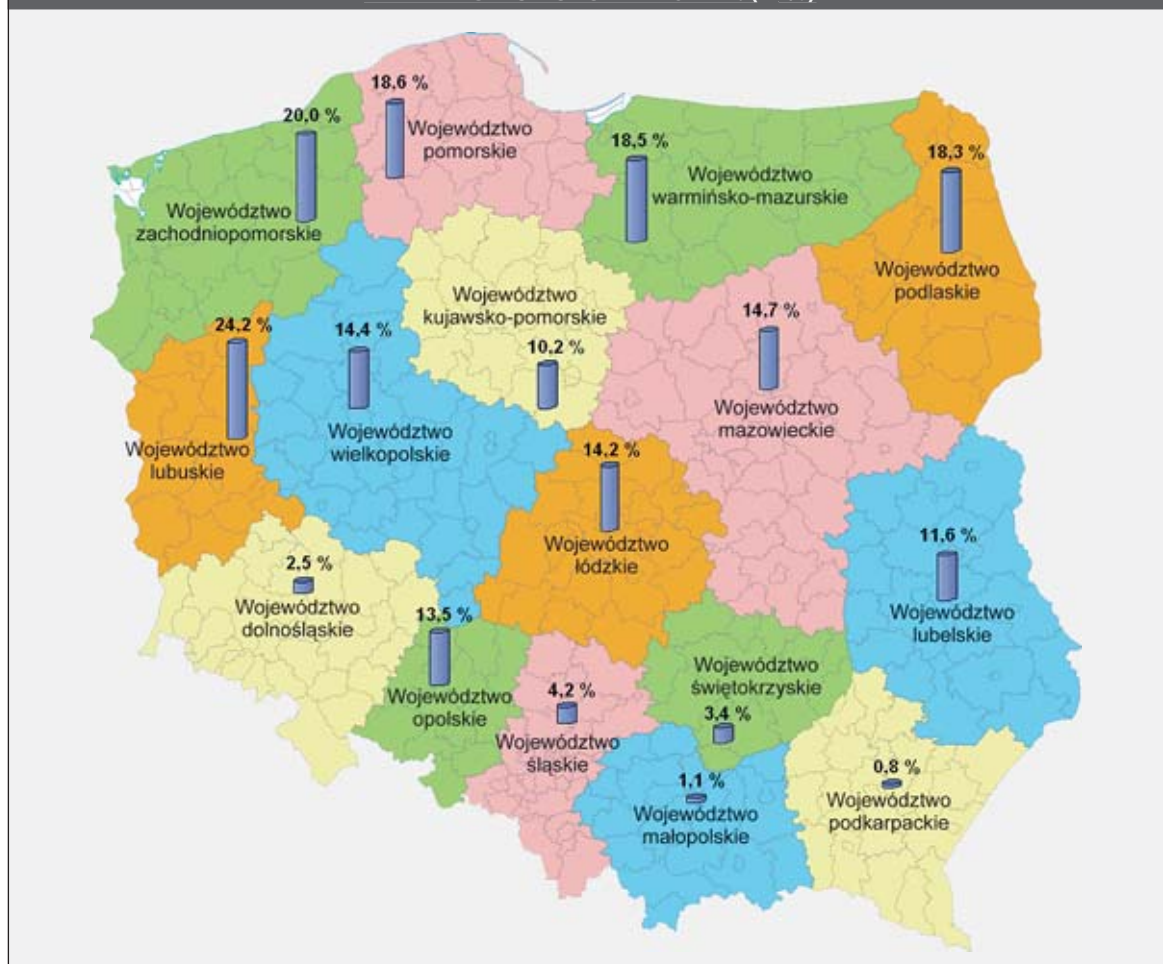 18,6 %
Województwo
pomorskie
20,0 %
Województwo
zachodniopomorskie
18,5 %
Województwo
warmińsko-mazurskie
18,3 %
Województwo
podlaskie
Województwo
kujawsko-pomorskie
10,2 %
14,7 %
Województwo
mazowieckie
24,2 %
Województwo
lubuskie
14,4 %
Województwo
wielkopolskie
14,2 %
Województwo
łódzkie
11,6 %
Województwo
lubelskie
2,5 %
Województwo
dolnośląskie
13,5 %
Województwo
opolskie
4,2 %
Województwo
śląskie
Województwo
świętokrzyskie
3,4 %
1,1 %
Województwo
małopolskie
0,8 %
Województwo
podkarpackie